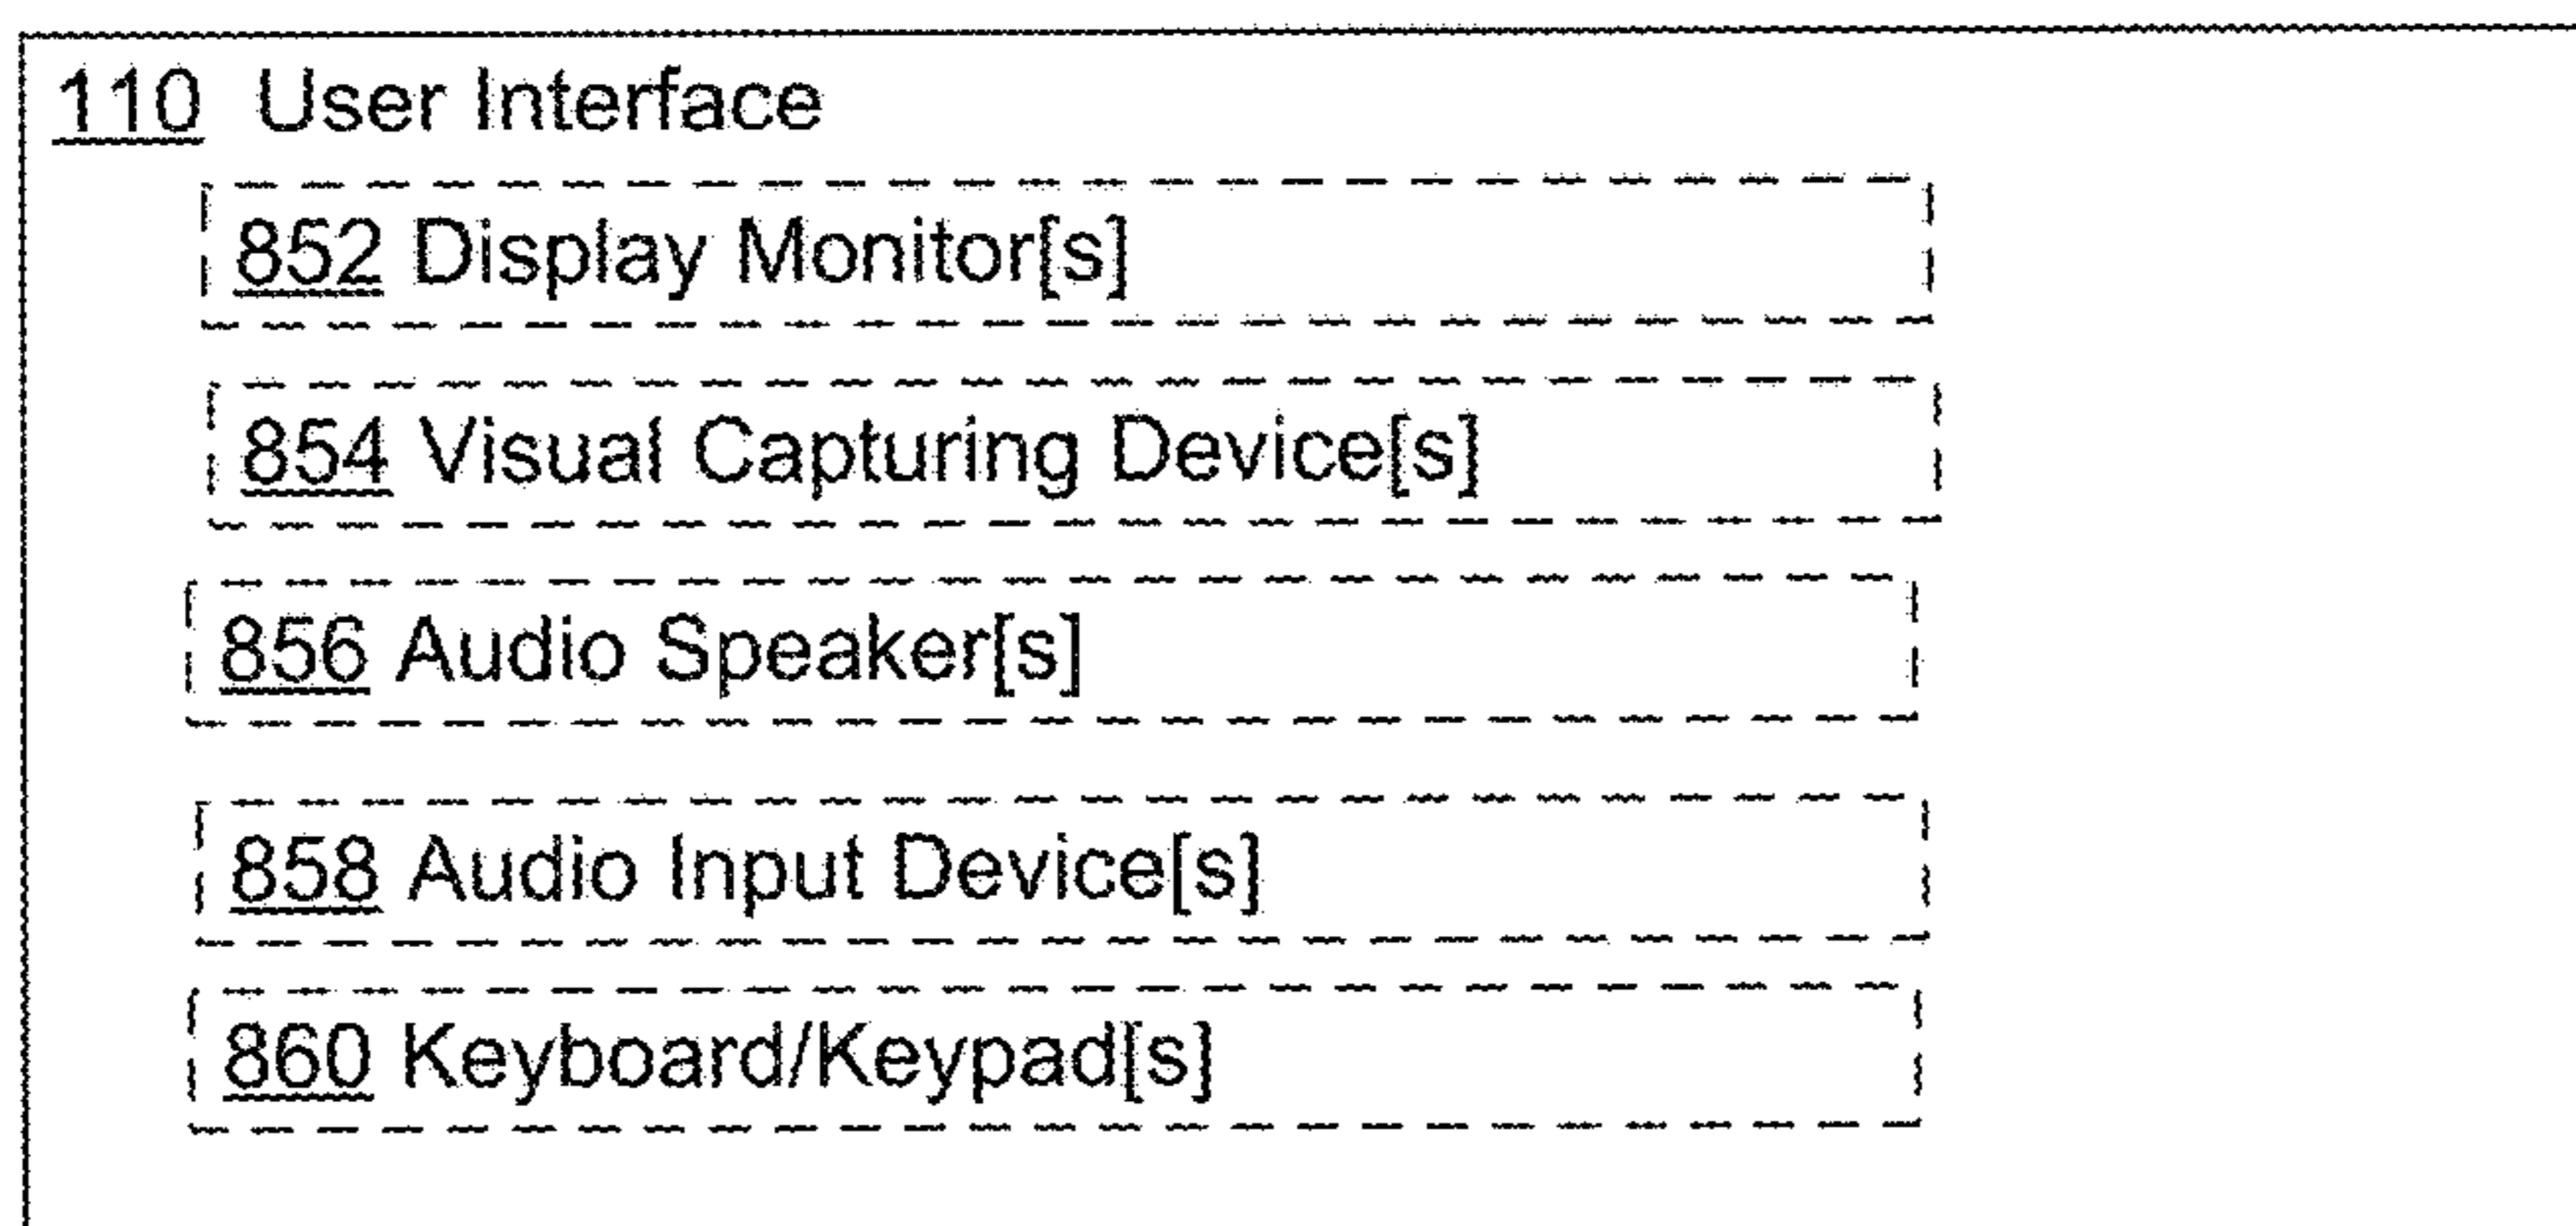 110 User Interface
852 Display Monitor[s]
854 Visual Capturing Device[s]
856 Audio Speaker[s]
858 Audio Input Device[s]
860 Keyboard/Keypad[s]